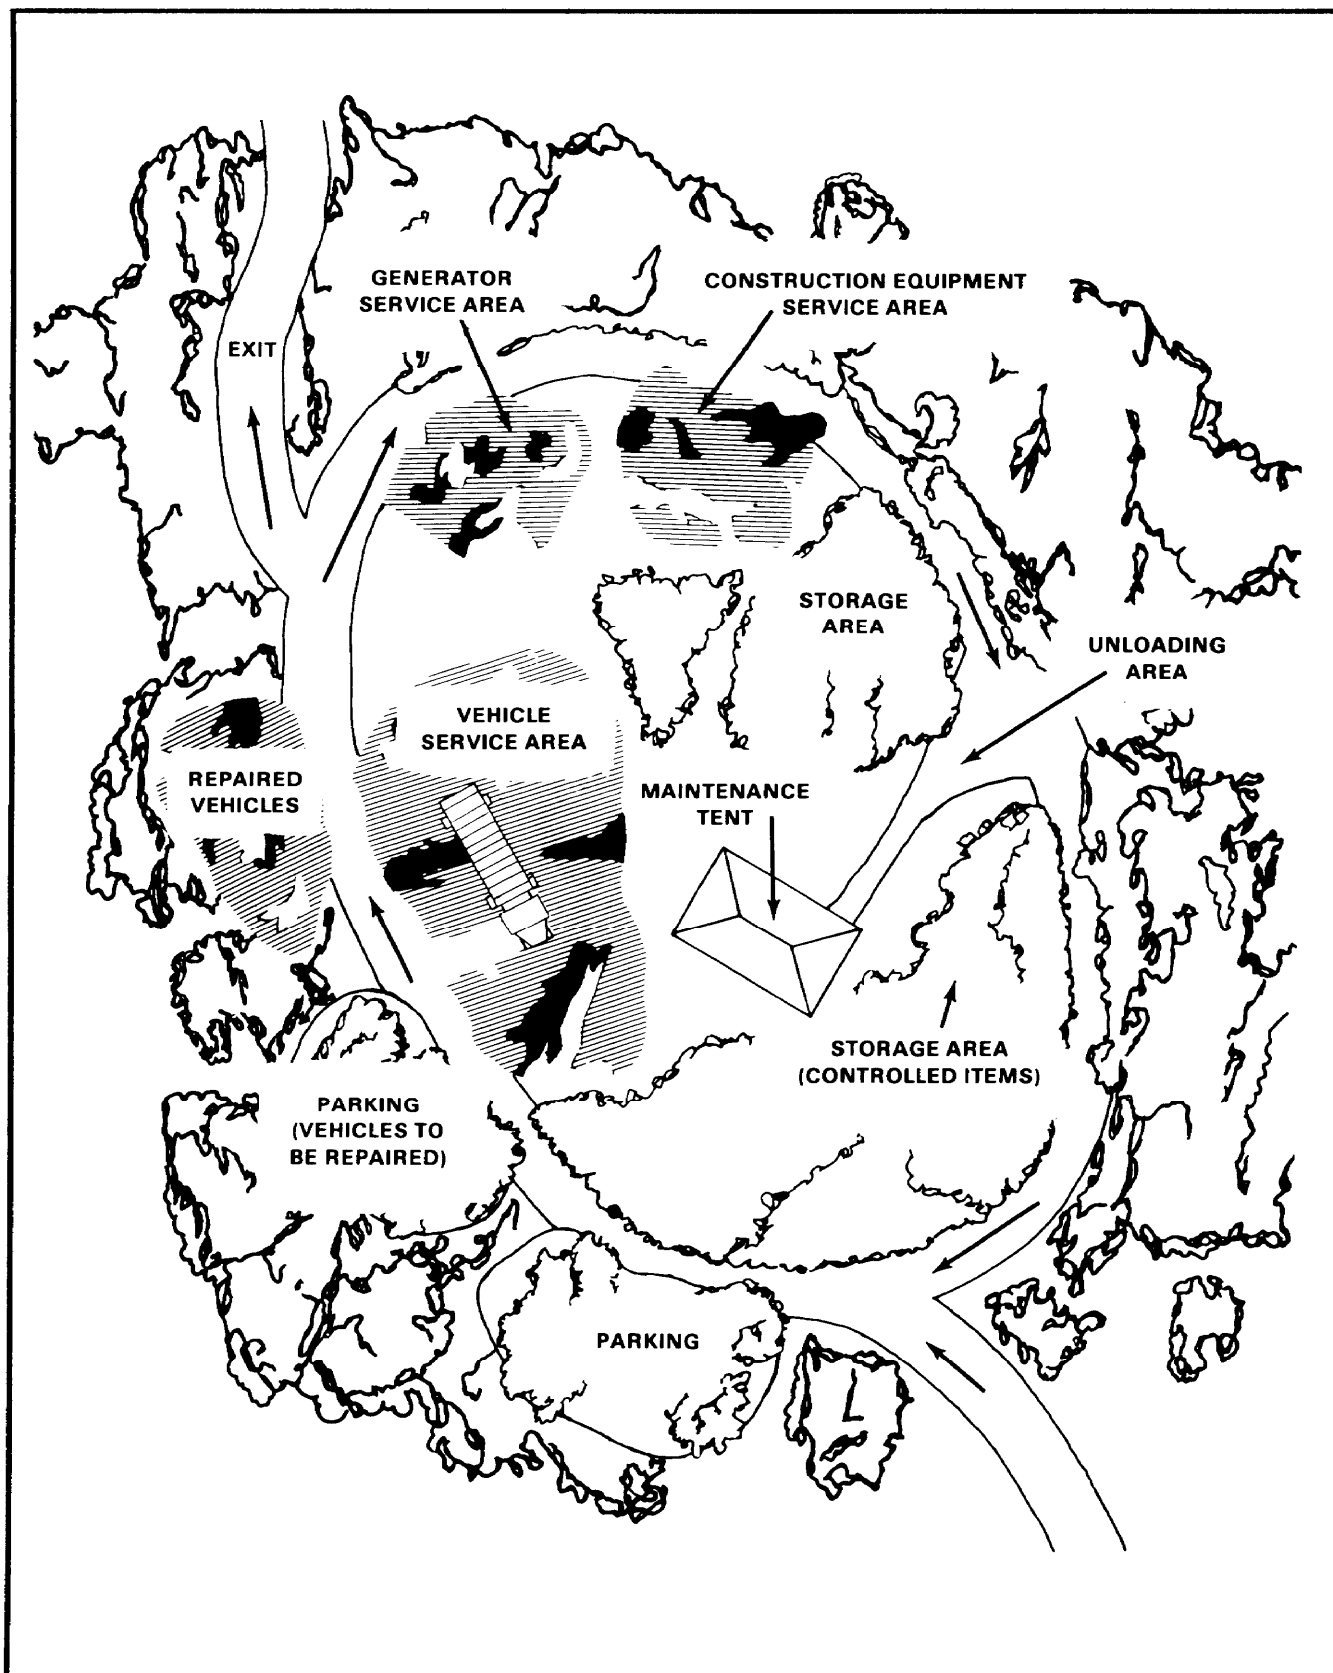 GENERATOR
SERVICE AREA
CONSTRUCTION EQUIPMENT
SERVICE AREA
EXIT
STORAGE
AREA
UNLOADING
AREA
VEHICLE
SERVICE AREA
REPAIRED
VEHICLES
MAINTENANCE
TENT
STORAGE AREA
(CONTROLLED ITEMS)
PARKING
(VEHICLES TO
BE REPAIRED)
PARKING